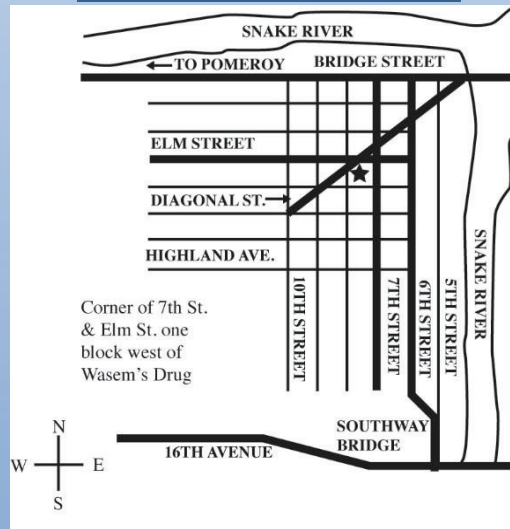 SNAKE RIVER
TO POMEROY
BRIDGE STREET
ELM STREET
DIAGONAL ST.
HIGHLAND AVE.
10TH STREET
7TH STREET
6TH STREET
5TH STREET
SNAKE RIVER
Corner of 7th St.
& Elm St. one
block west of
Wasem's Drug
SOUTHWAY
BRIDGE
16TH AVENUE
N
W E
S